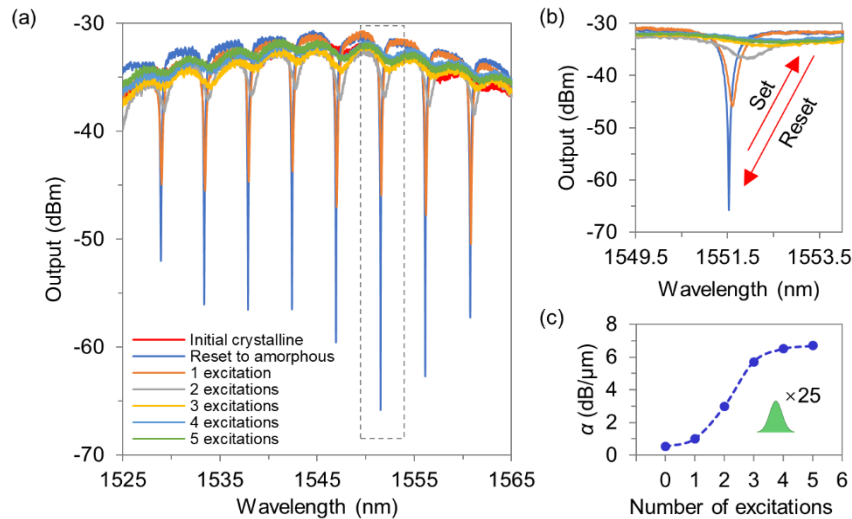 (a)
-30
-40
-50
-60
-70
Output (dBm)
Initial crystalline
Reset to amorphous
1 excitation
2 excitations
3 excitations
4 excitations
5 excitations
1525
1535
1545
1555
1565
Wavelength (nm)
(b)
-30
-40
-50
-60
-70
Output (dBm)
Set
Reset
1549.5
1551.5
1553.5
Wavelength (nm)
(c)
8
6
4
2
0
α (dB/μm)
×25
0 1 2 3 4 5 6
Number of excitations